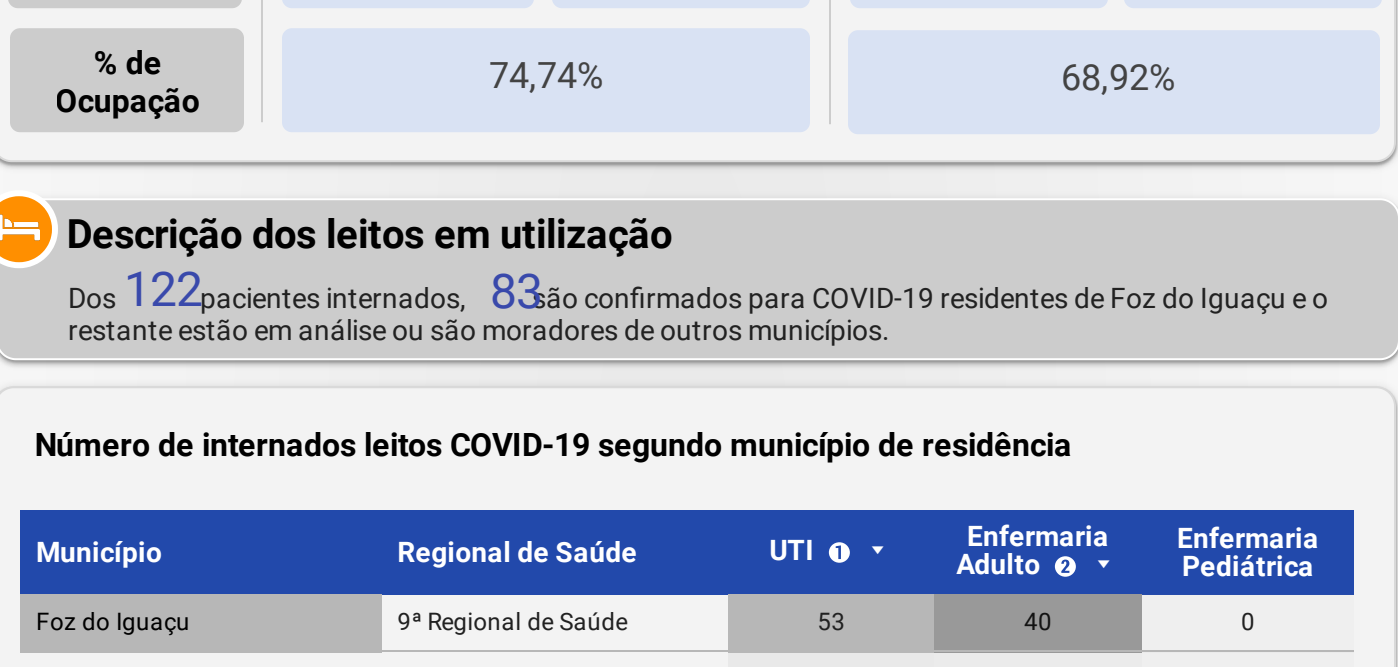 % de
Ocupação
74,74%
68,92%
Descrição dos leitos em utilização
Dos 122 pacientes internados, 83 são confirmados para COVID-19 residentes de Foz do Iguaçu e o
restante estão em análise ou são moradores de outros municípios.
Número de internados leitos COVID-19 segundo município de residência
Município
Regional de Saúde
UTI ❶ ▼
Enfermaria
Adulto ❷ ▼
Enfermaria
Pediátrica
Foz do Iguaçu
9ª Regional de Saúde
53
40
0